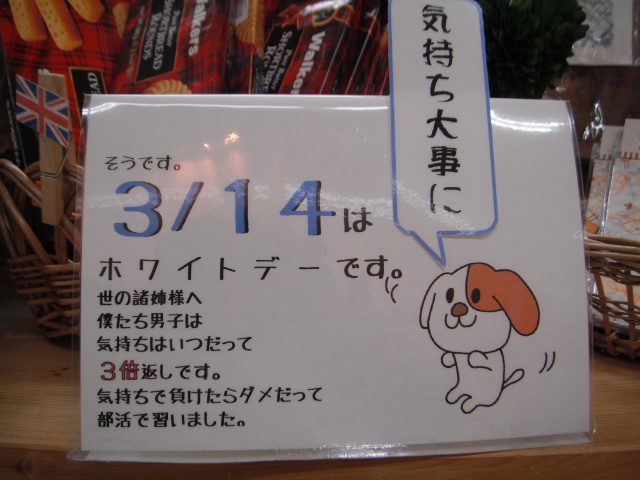 Walkers
気持ち大事に
そうです。
3/14は
ホワイトデーです。
世の諸姉様へ
僕たち男子は
気持ちはいつだって
3倍返しです。
気持ちで負けたらダメだって
部活で習いました。